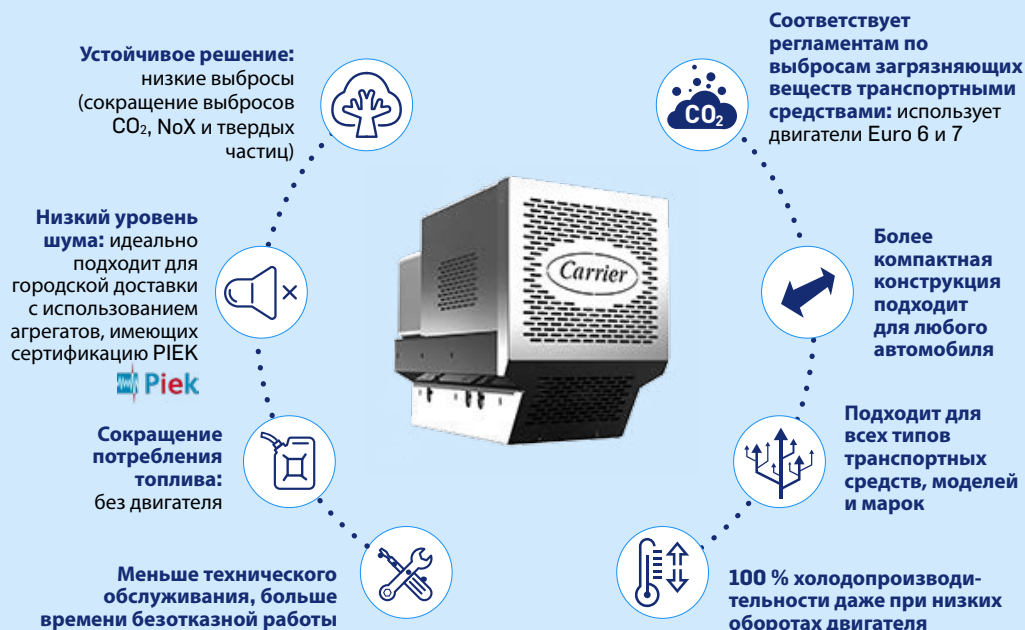 Устойчивое решение:
низкие выбросы
(сокращение выбросов
CO₂, NoX и твердых
частиц)
Низкий уровень
шума: идеально
подходит для
городской доставки
с использованием
агрегатов, имеющих
сертификацию PIEK
Piek
Сокращение
потребления
топлива:
без двигателя
Меньше технического
обслуживания, больше
времени безотказной работы
Carrier
CO₂
Соответствует
регламентам по
выбросам загрязняющих
веществ транспортными
средствами: использует
двигатели Euro 6 и 7
Более
компактная
конструкция
подходит
для любого
автомобиля
Подходит для
всех типов
транспортных
средств, моделей
и марок
100 % холодопроизводи-
тельности даже при низких
оборотах двигателя